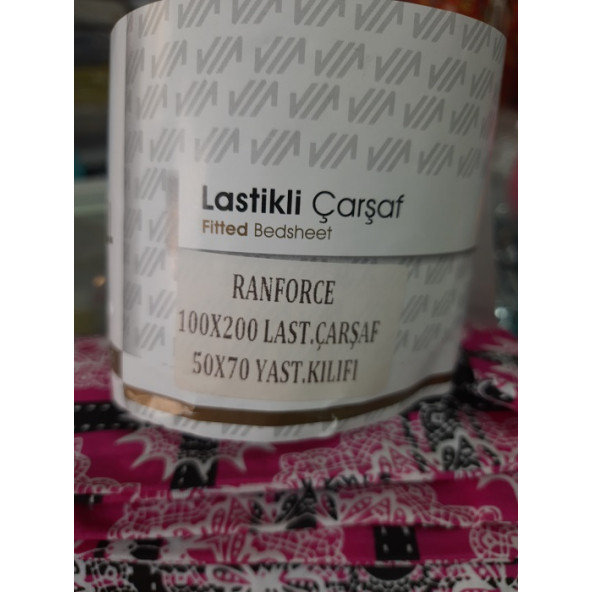 Lastikli Çarşaf
Fitted Bedsheet
RANFORCE
100X200 LAST.ÇARŞAF
50X70 YAST.KILIFI